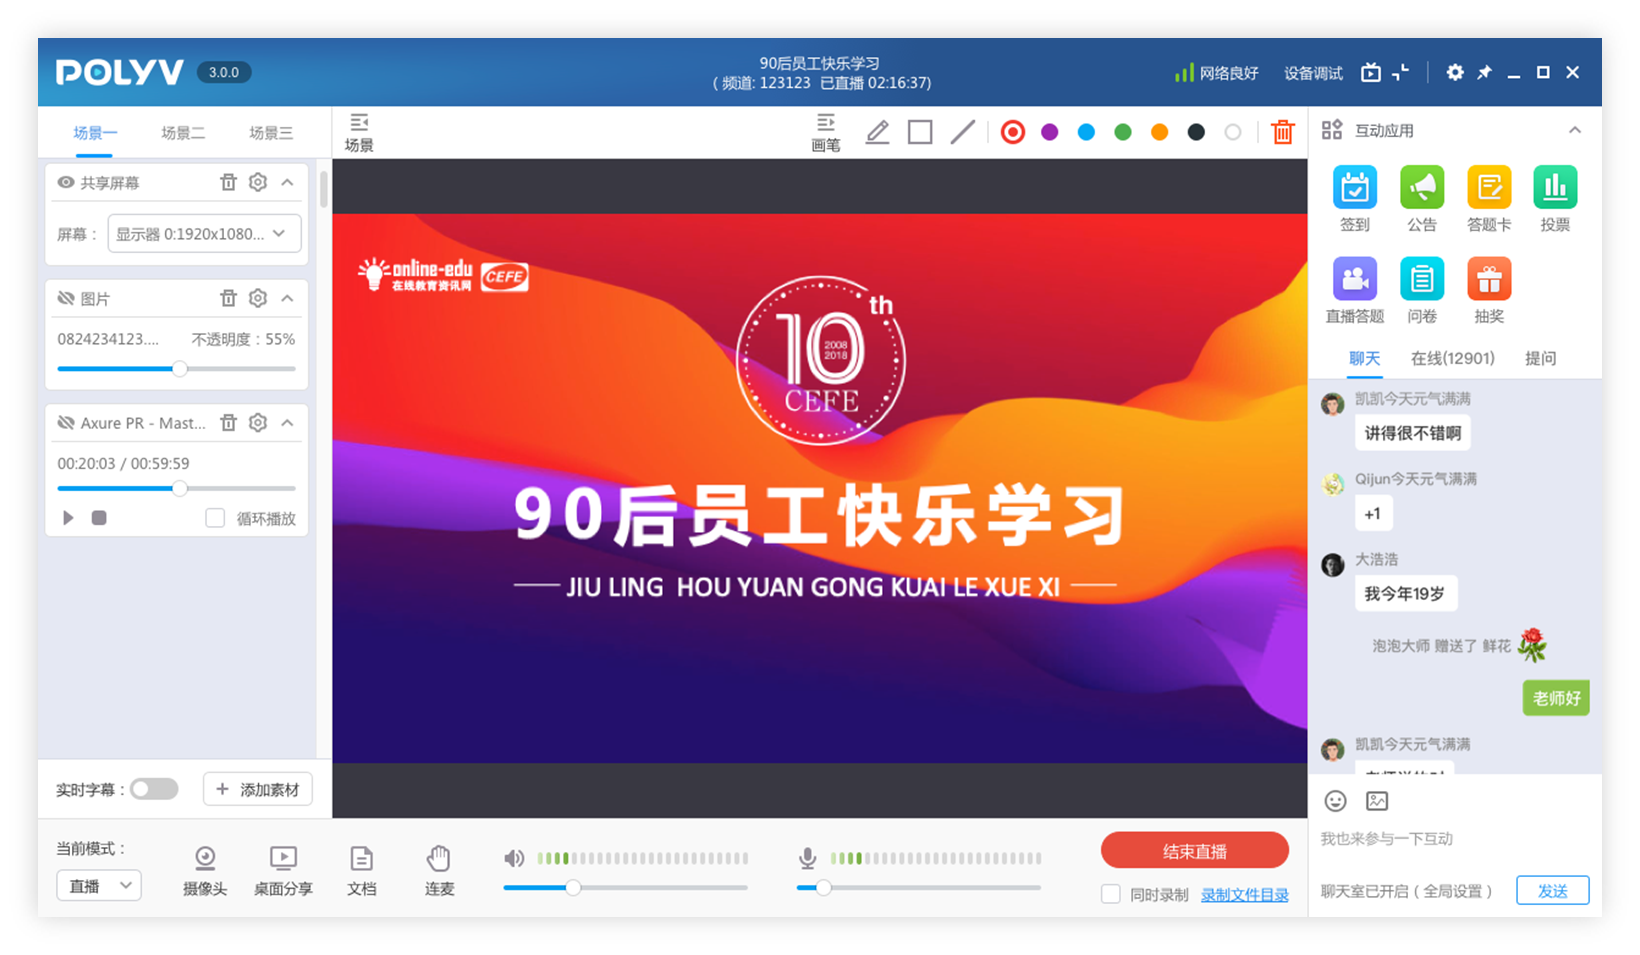 POLYV 3.0.0
90后员工快乐学习
( 频道: 123123 已直播 02:16:37)
网络良好 设备调试
场景一 场景二 场景三
场景
画笔
共享屏幕
屏幕： 显示器 0:1920x1080...
图片
0824234123.... 不透明度：55%
Axure PR - Mast...
00:20:03 / 00:59:59
循环播放
实时字幕：
+ 添加素材
online-edu
在线教育资讯网
CEFE
10th
2008
2018
CEFE
90后员工快乐学习
JIU LING HOU YUAN GONG KUAI LE XUE XI
互动应用
签到 公告 答题卡 投票
直播答题 问卷 抽奖
聊天 在线(12901) 提问
凯凯今天元气满满
讲得很不错啊
Qijun今天元气满满
+1
大浩浩
我今年19岁
泡泡大师 赠送了 鲜花
老师好
凯凯今天元气满满
我也来参与一下互动
聊天室已开启 ( 全局设置 )
发送
当前模式：
直播
摄像头 桌面分享 文档 连麦
结束直播
同时录制 录制文件目录